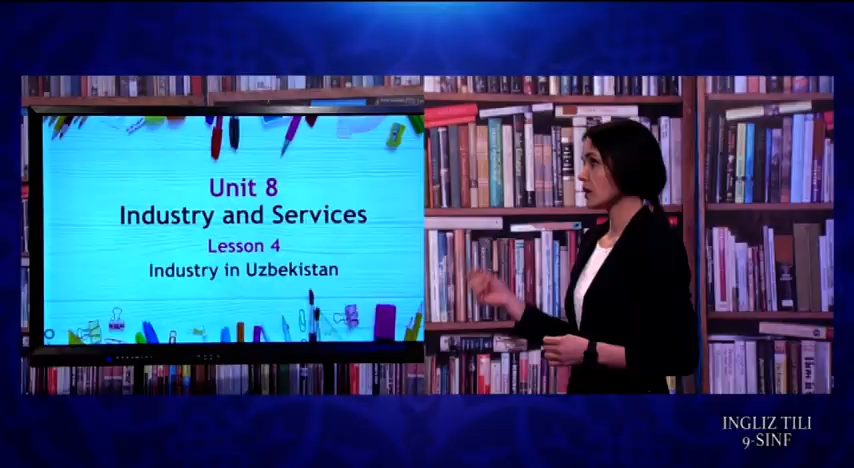 Unit 8
Industry and Services
Lesson 4
Industry in Uzbekistan
INGLIZ TILI
9-SINF